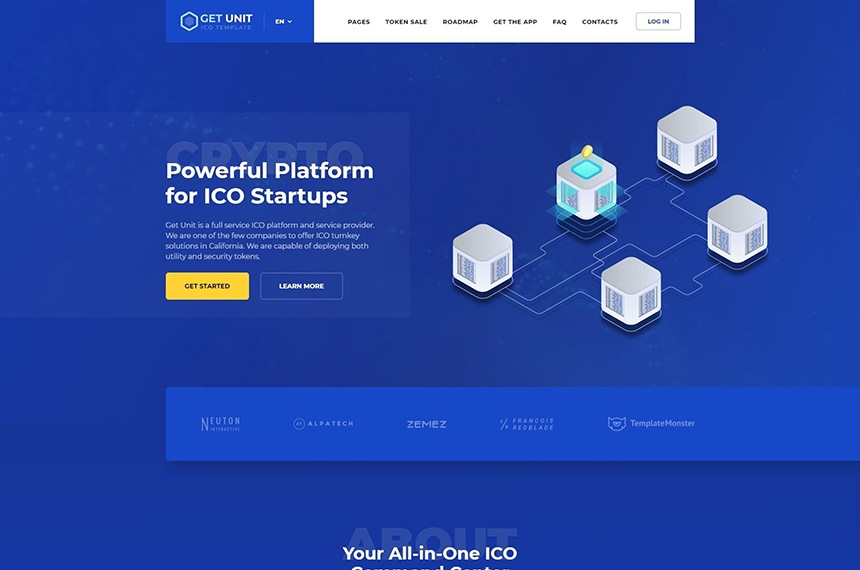 GET UNIT
ICO TEMPLATE
EN
PAGES TOKEN SALE ROADMAP GET THE APP FAQ CONTACTS LOG IN
CRYPTO
Powerful Platform
for ICO Startups
Get Unit is a full service ICO platform and service provider.
We are one of the few companies to offer ICO turnkey
solutions in California. We are capable of deploying both
utility and security tokens.
GET STARTED LEARN MORE
NEUTON
INTERACTIVE
AT ALPATECH
ZEMEZ
FRANCOIS
REDBLADE
TemplateMonster
ABOUT
Your All-in-One ICO
Command Center